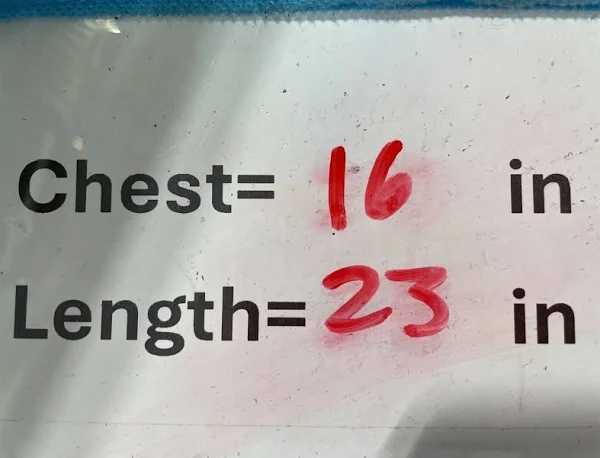 Chest= 16 in
Length= 23 in